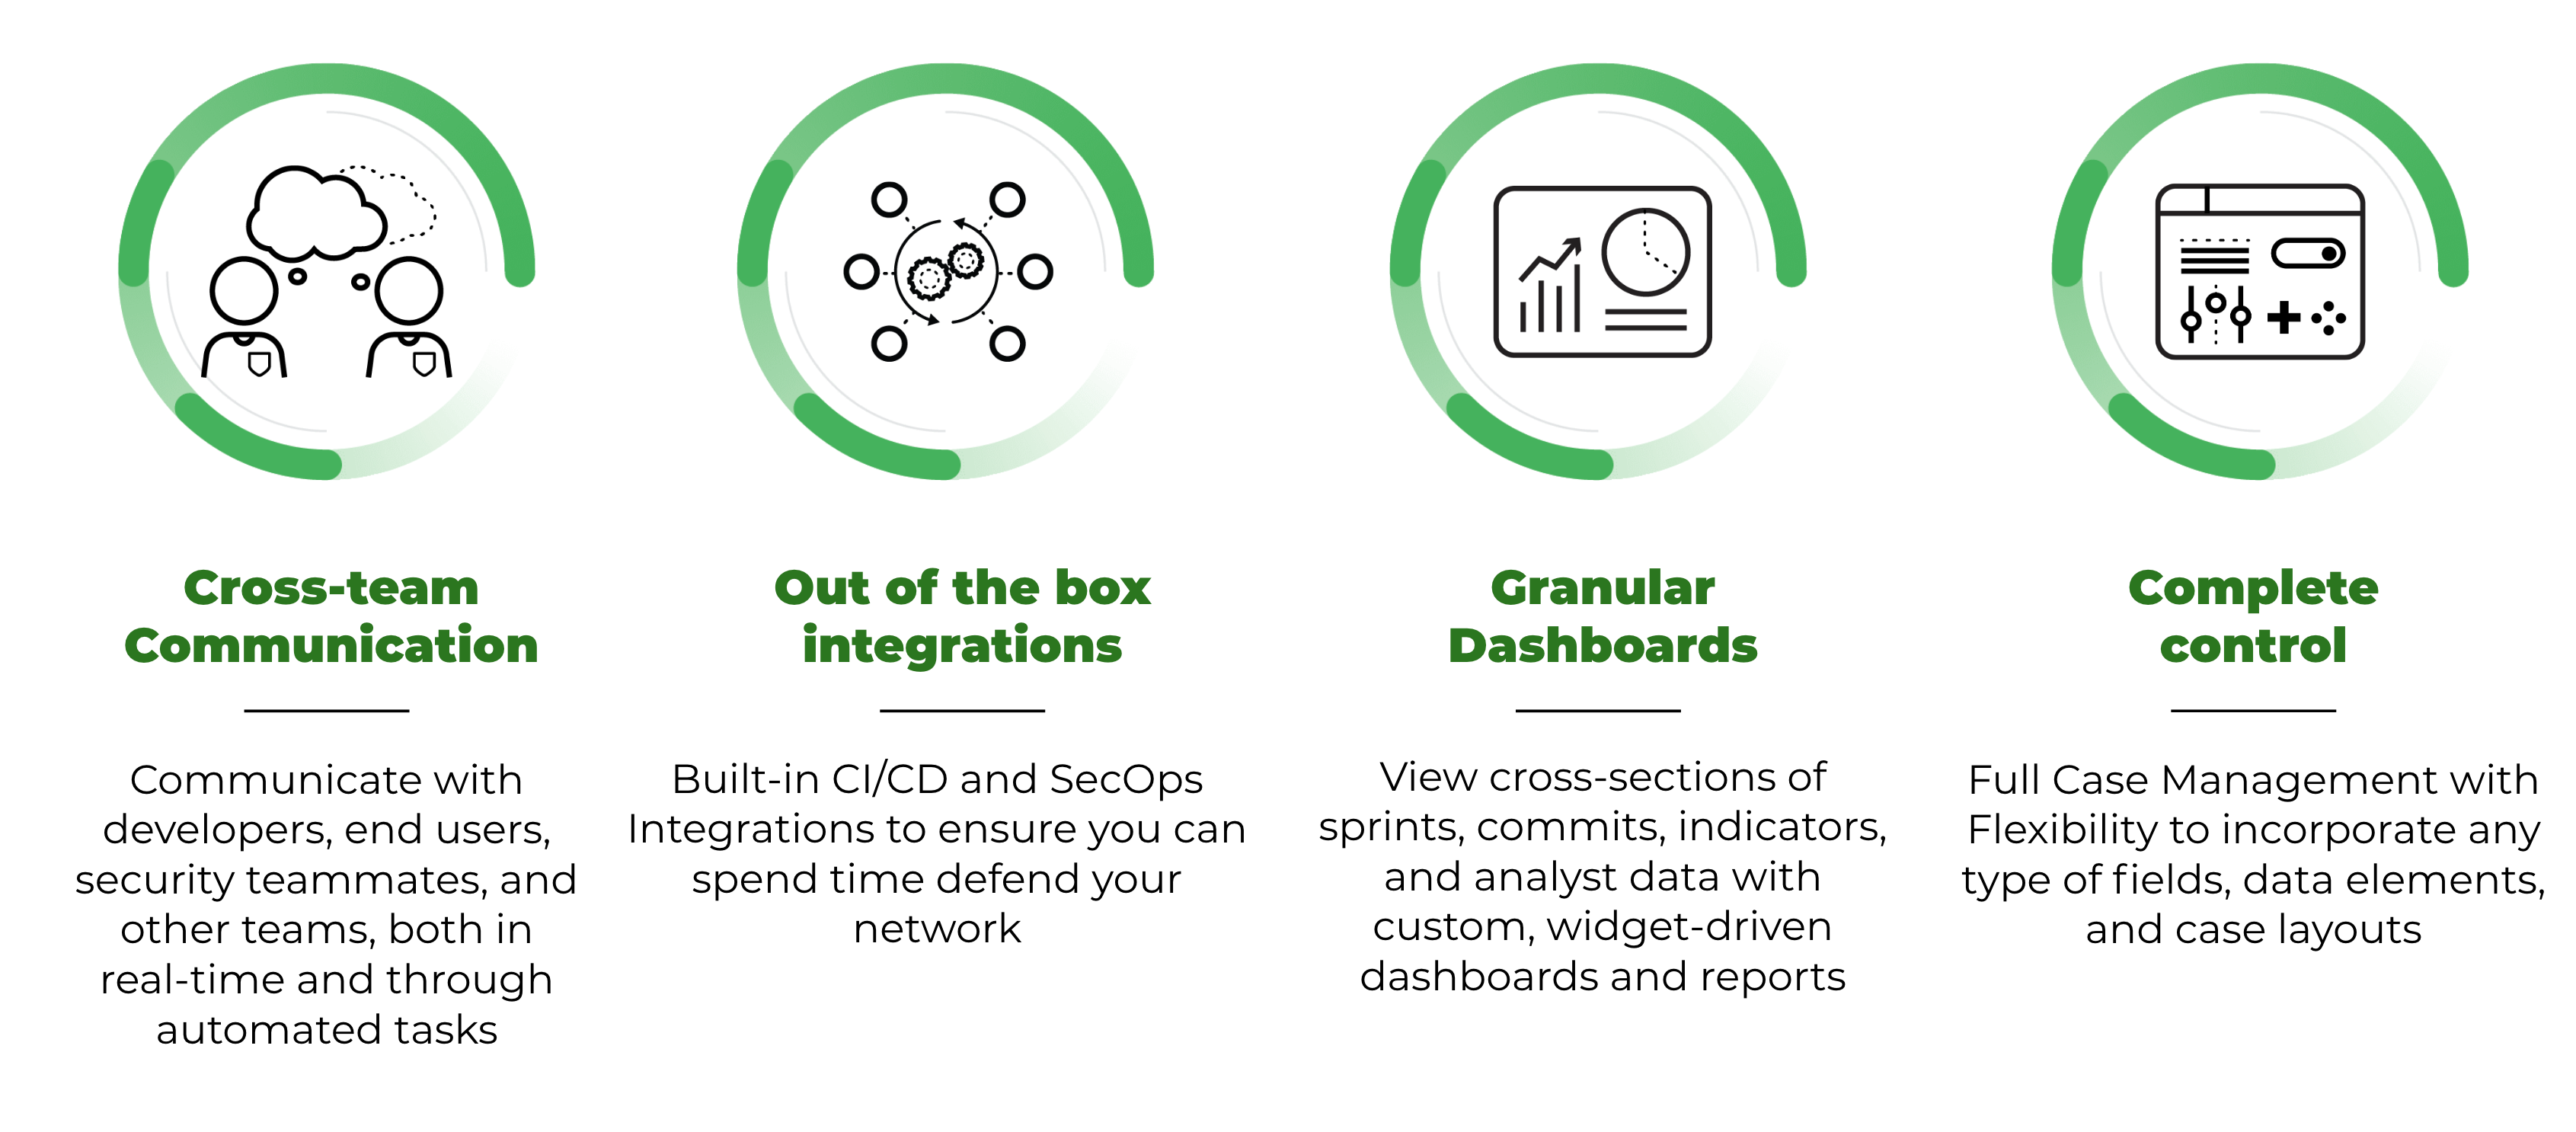 Cross-team
Communication
Communicate with
developers, end users,
security teammates, and
other teams, both in
real-time and through
automated tasks
Out of the box
integrations
Built-in CI/CD and SecOps
Integrations to ensure you can
spend time defend your
network
Granular
Dashboards
View cross-sections of
sprints, commits, indicators,
and analyst data with
custom, widget-driven
dashboards and reports
Complete
control
Full Case Management with
Flexibility to incorporate any
type of fields, data elements,
and case layouts